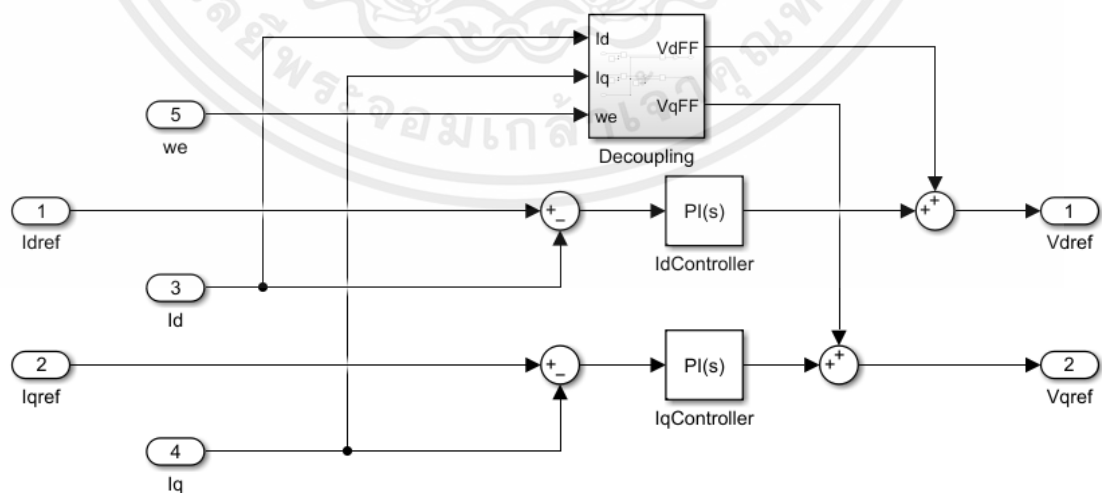 Id
VdFF
Iq
VqFF
we
Decoupling
5
we
1
Idref
+
_
PI(s)
IdController
+
+
1
Vdref
3
Id
2
Iqref
+
_
PI(s)
IqController
+
+
2
Vqref
4
Iq